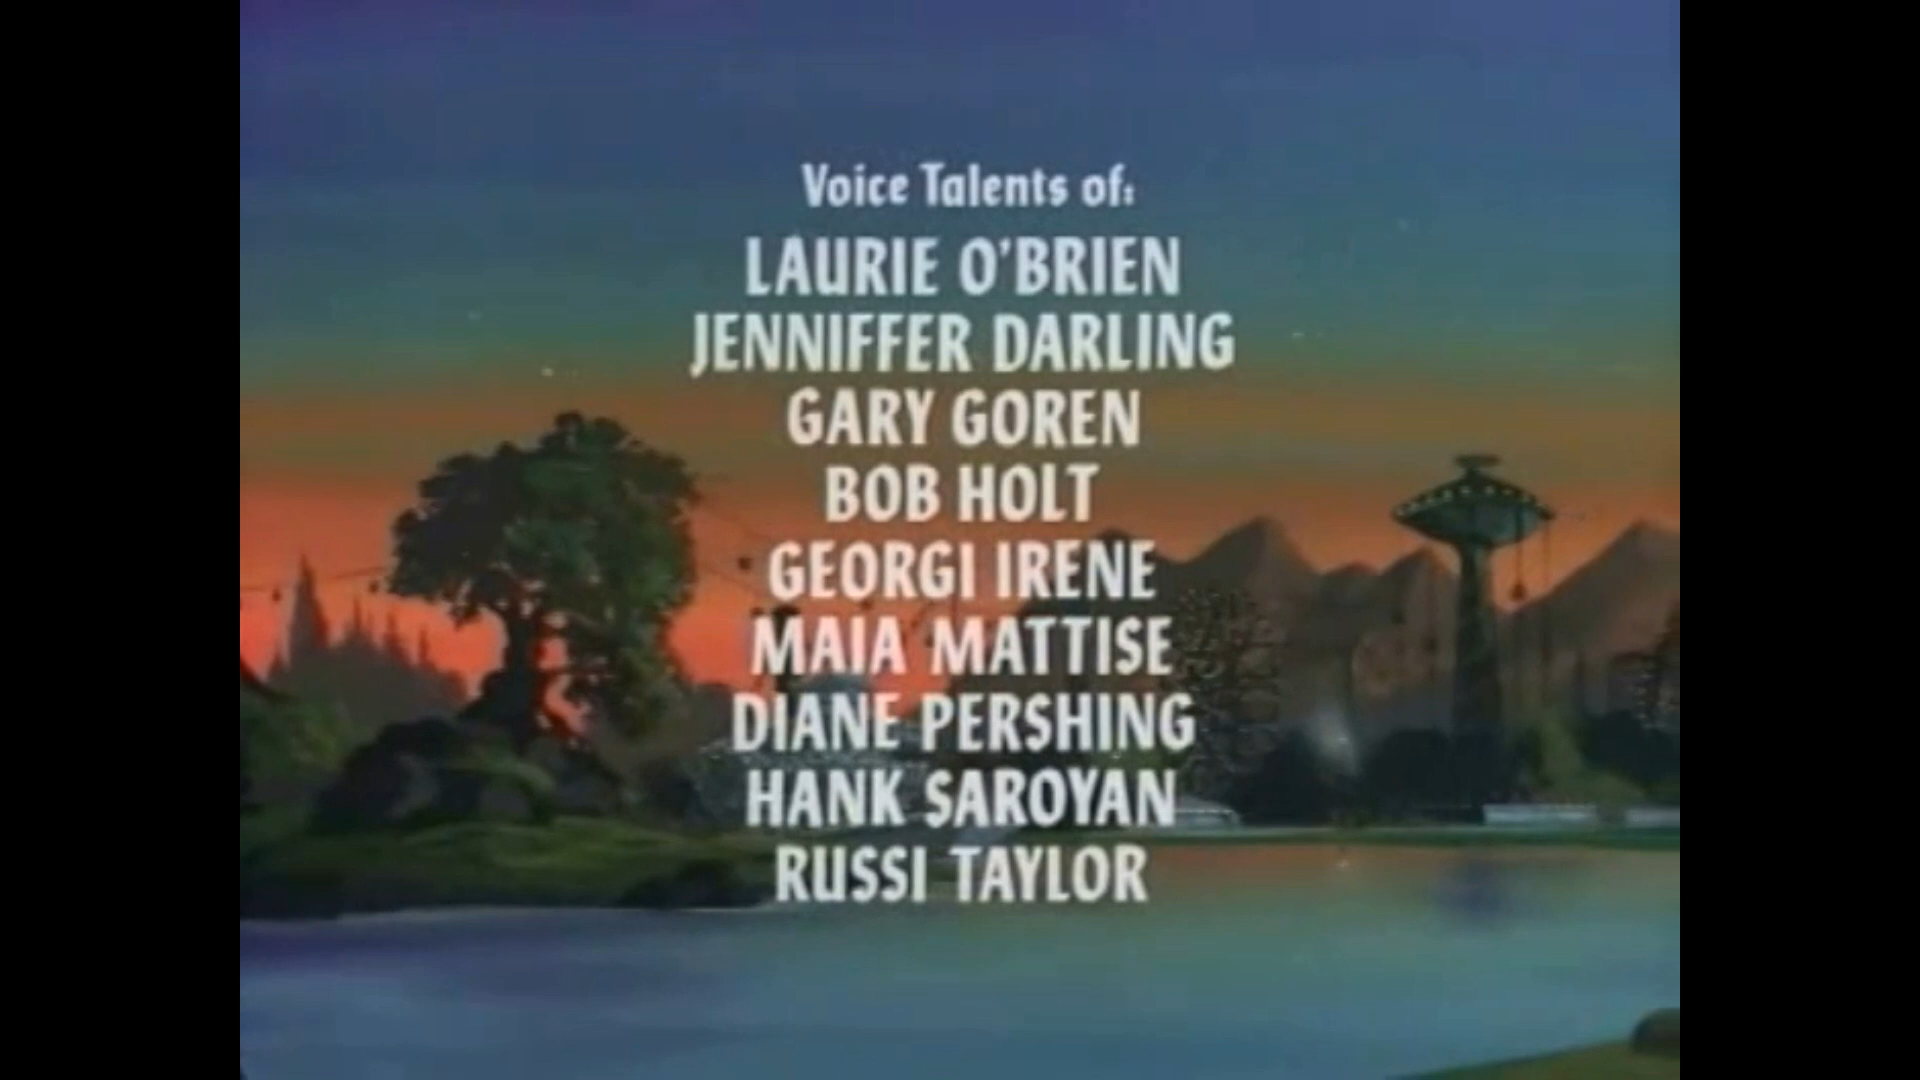 Voice Talents of:
LAURIE O'BRIEN
JENNIFFER DARLING
GARY GOREN
BOB HOLT
GEORGI IRENE
MAIA MATTISE
DIANE PERSHING
HANK SAROYAN
RUSSI TAYLOR